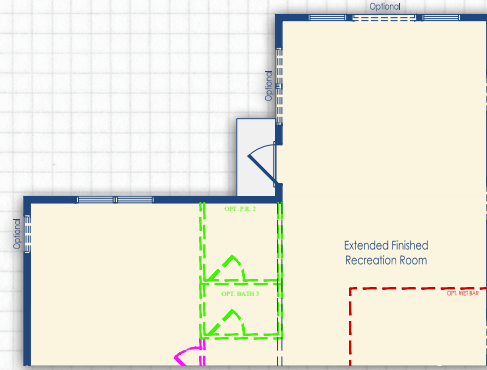 Optional
Optional
OPT. P.R. 2
Optional
Extended Finished
Recreation Room
OPT. BATH 3
OPT. WET BAR